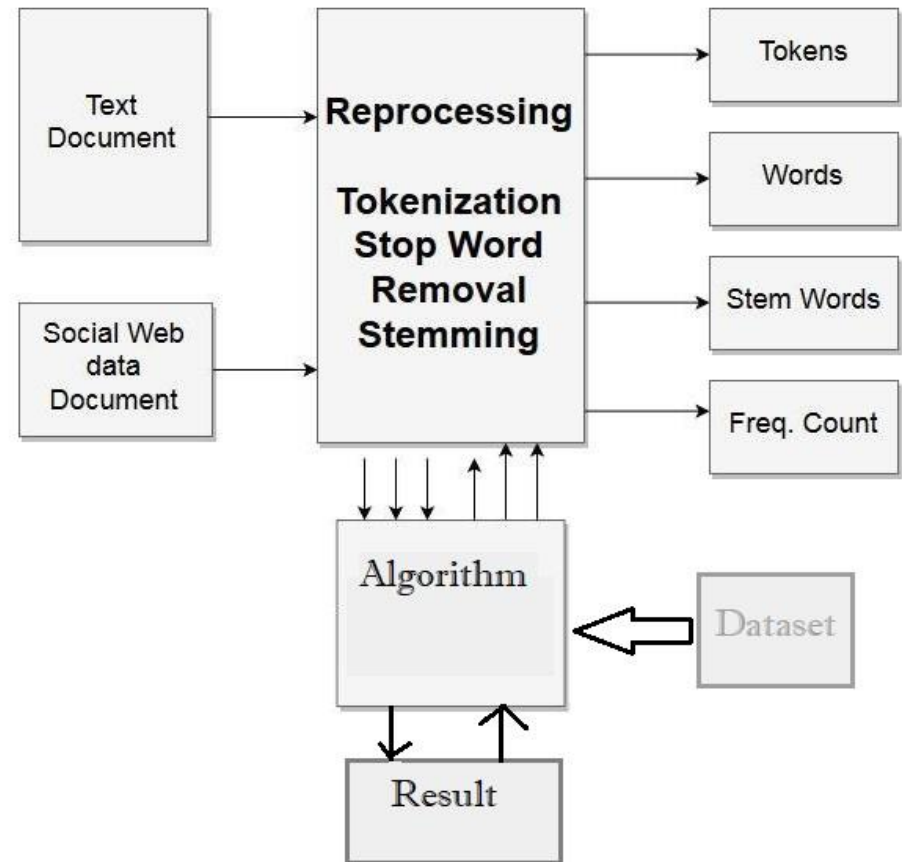 Text
Document
Social Web
data
Document
Reprocessing
Tokenization
Stop Word
Removal
Stemming
Tokens
Words
Stem Words
Freq. Count
Algorithm
Dataset
Result